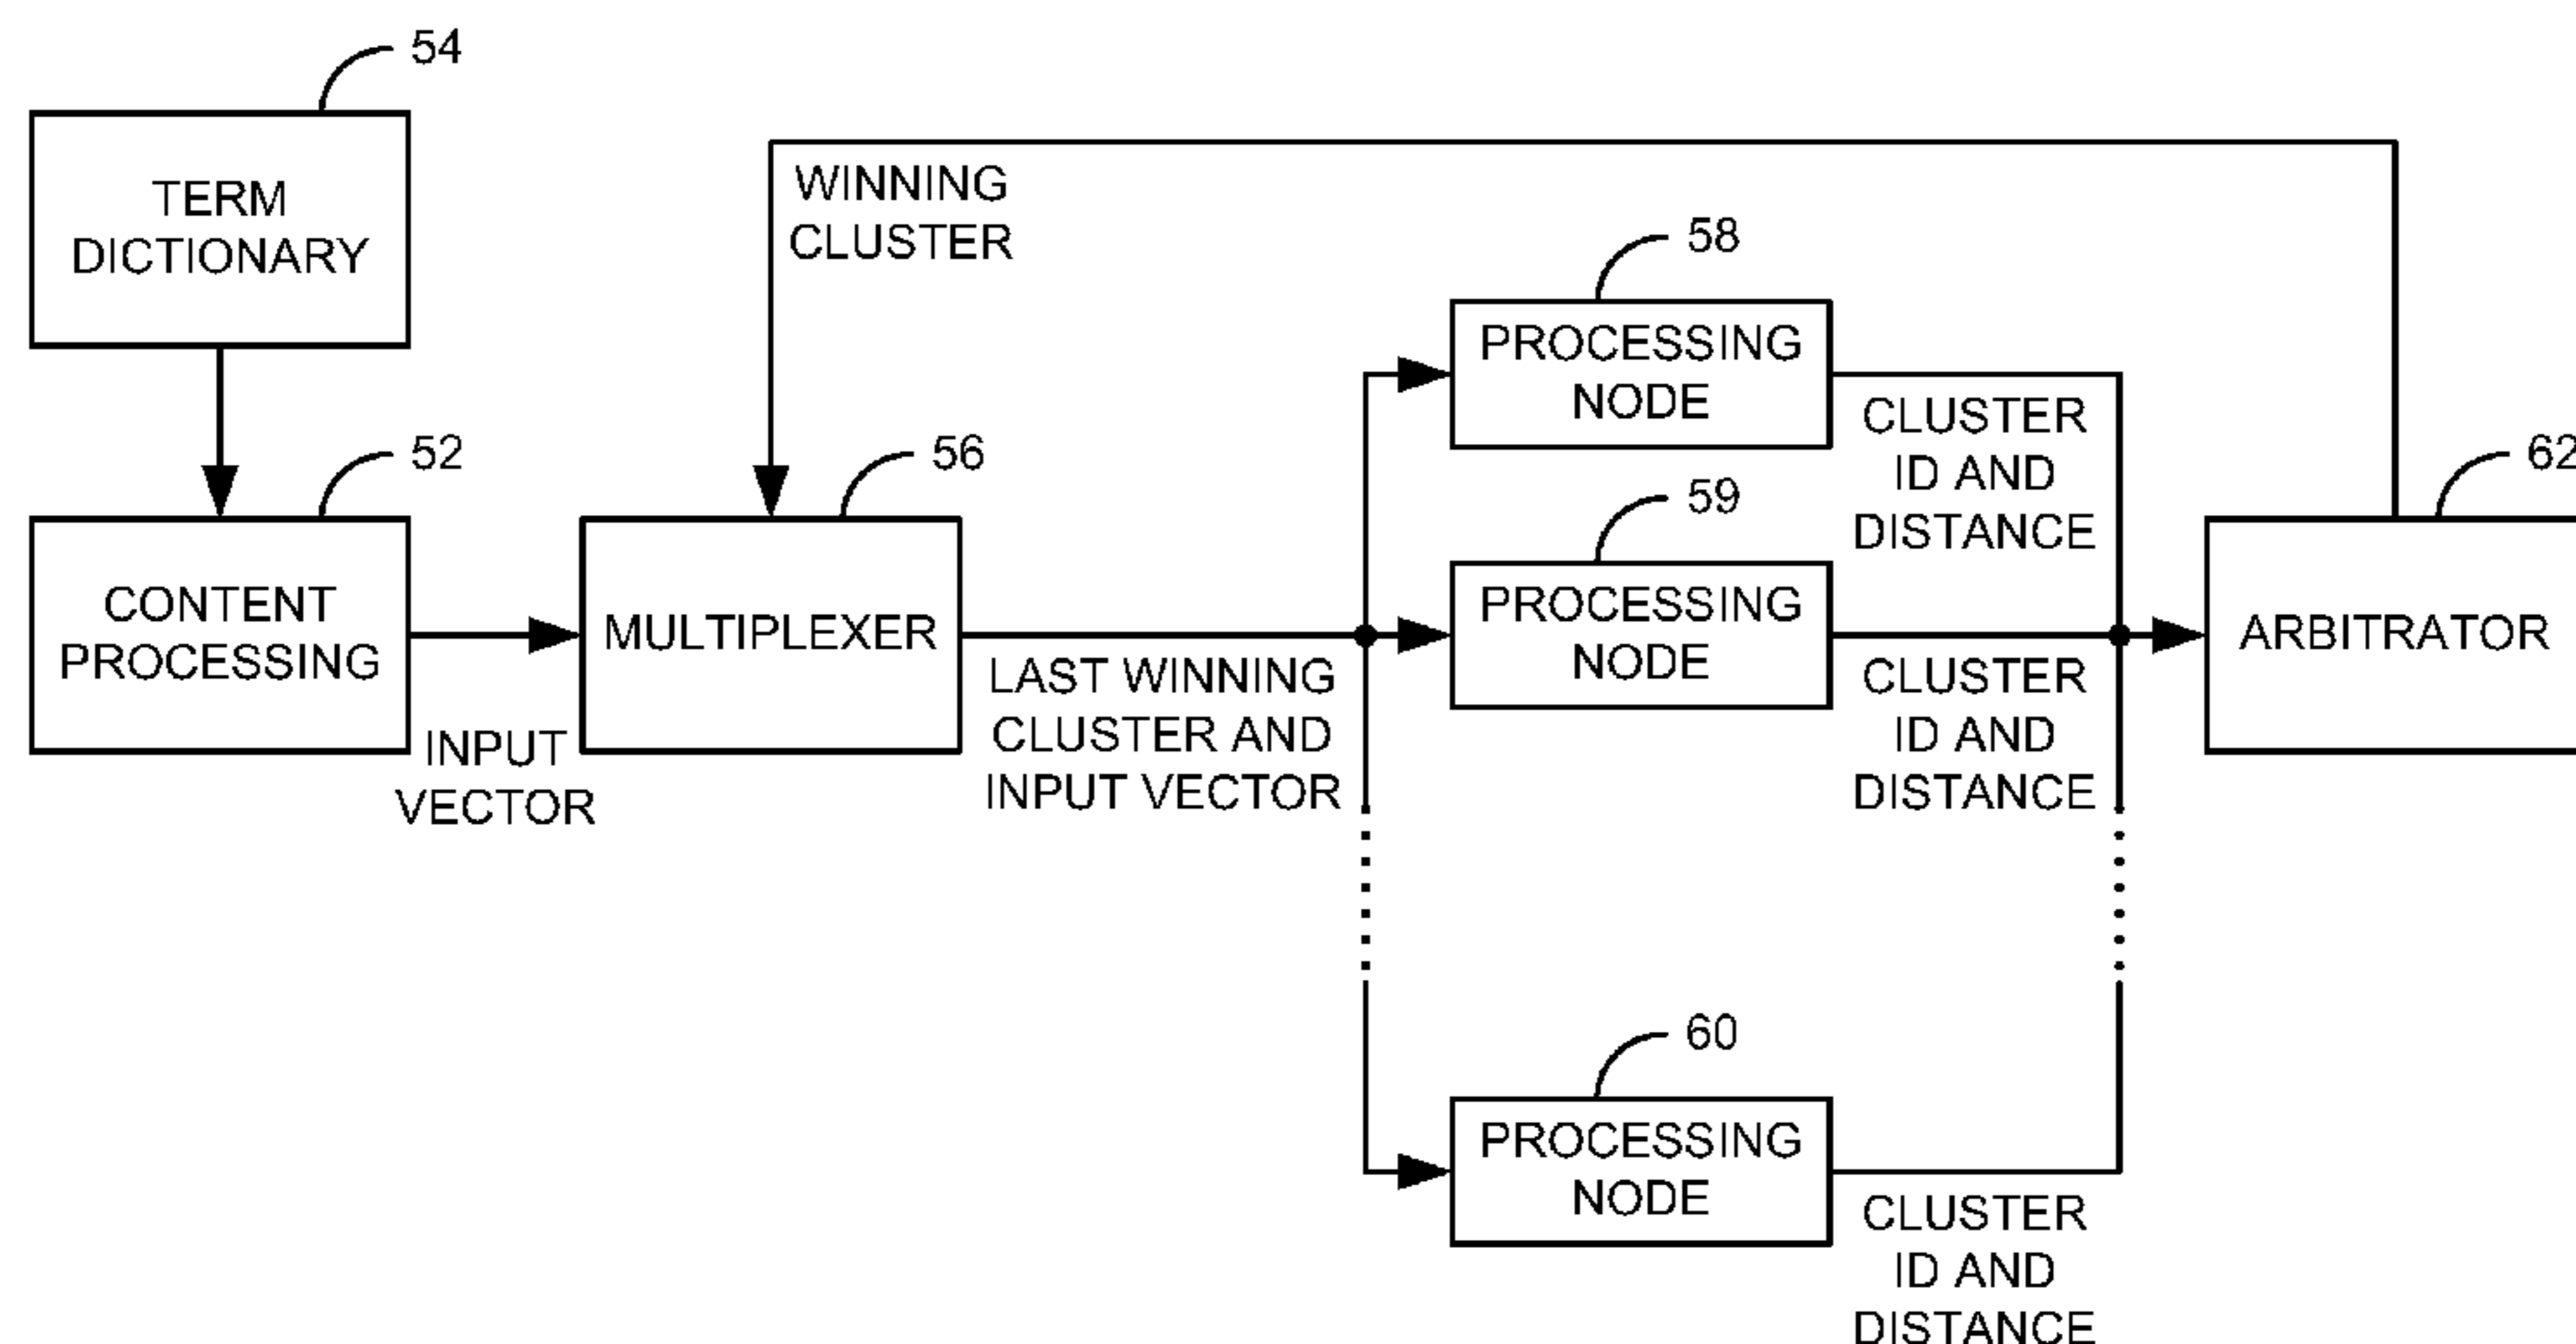 54
TERM
DICTIONARY
WINNING
CLUSTER
58
PROCESSING
NODE
CLUSTER
ID AND
DISTANCE
52
CONTENT
PROCESSING
INPUT
VECTOR
56
MULTIPLEXER
LAST WINNING
CLUSTER AND
INPUT VECTOR
59
PROCESSING
NODE
CLUSTER
ID AND
DISTANCE
62
ARBITRATOR
60
PROCESSING
NODE
CLUSTER
ID AND
DISTANCE